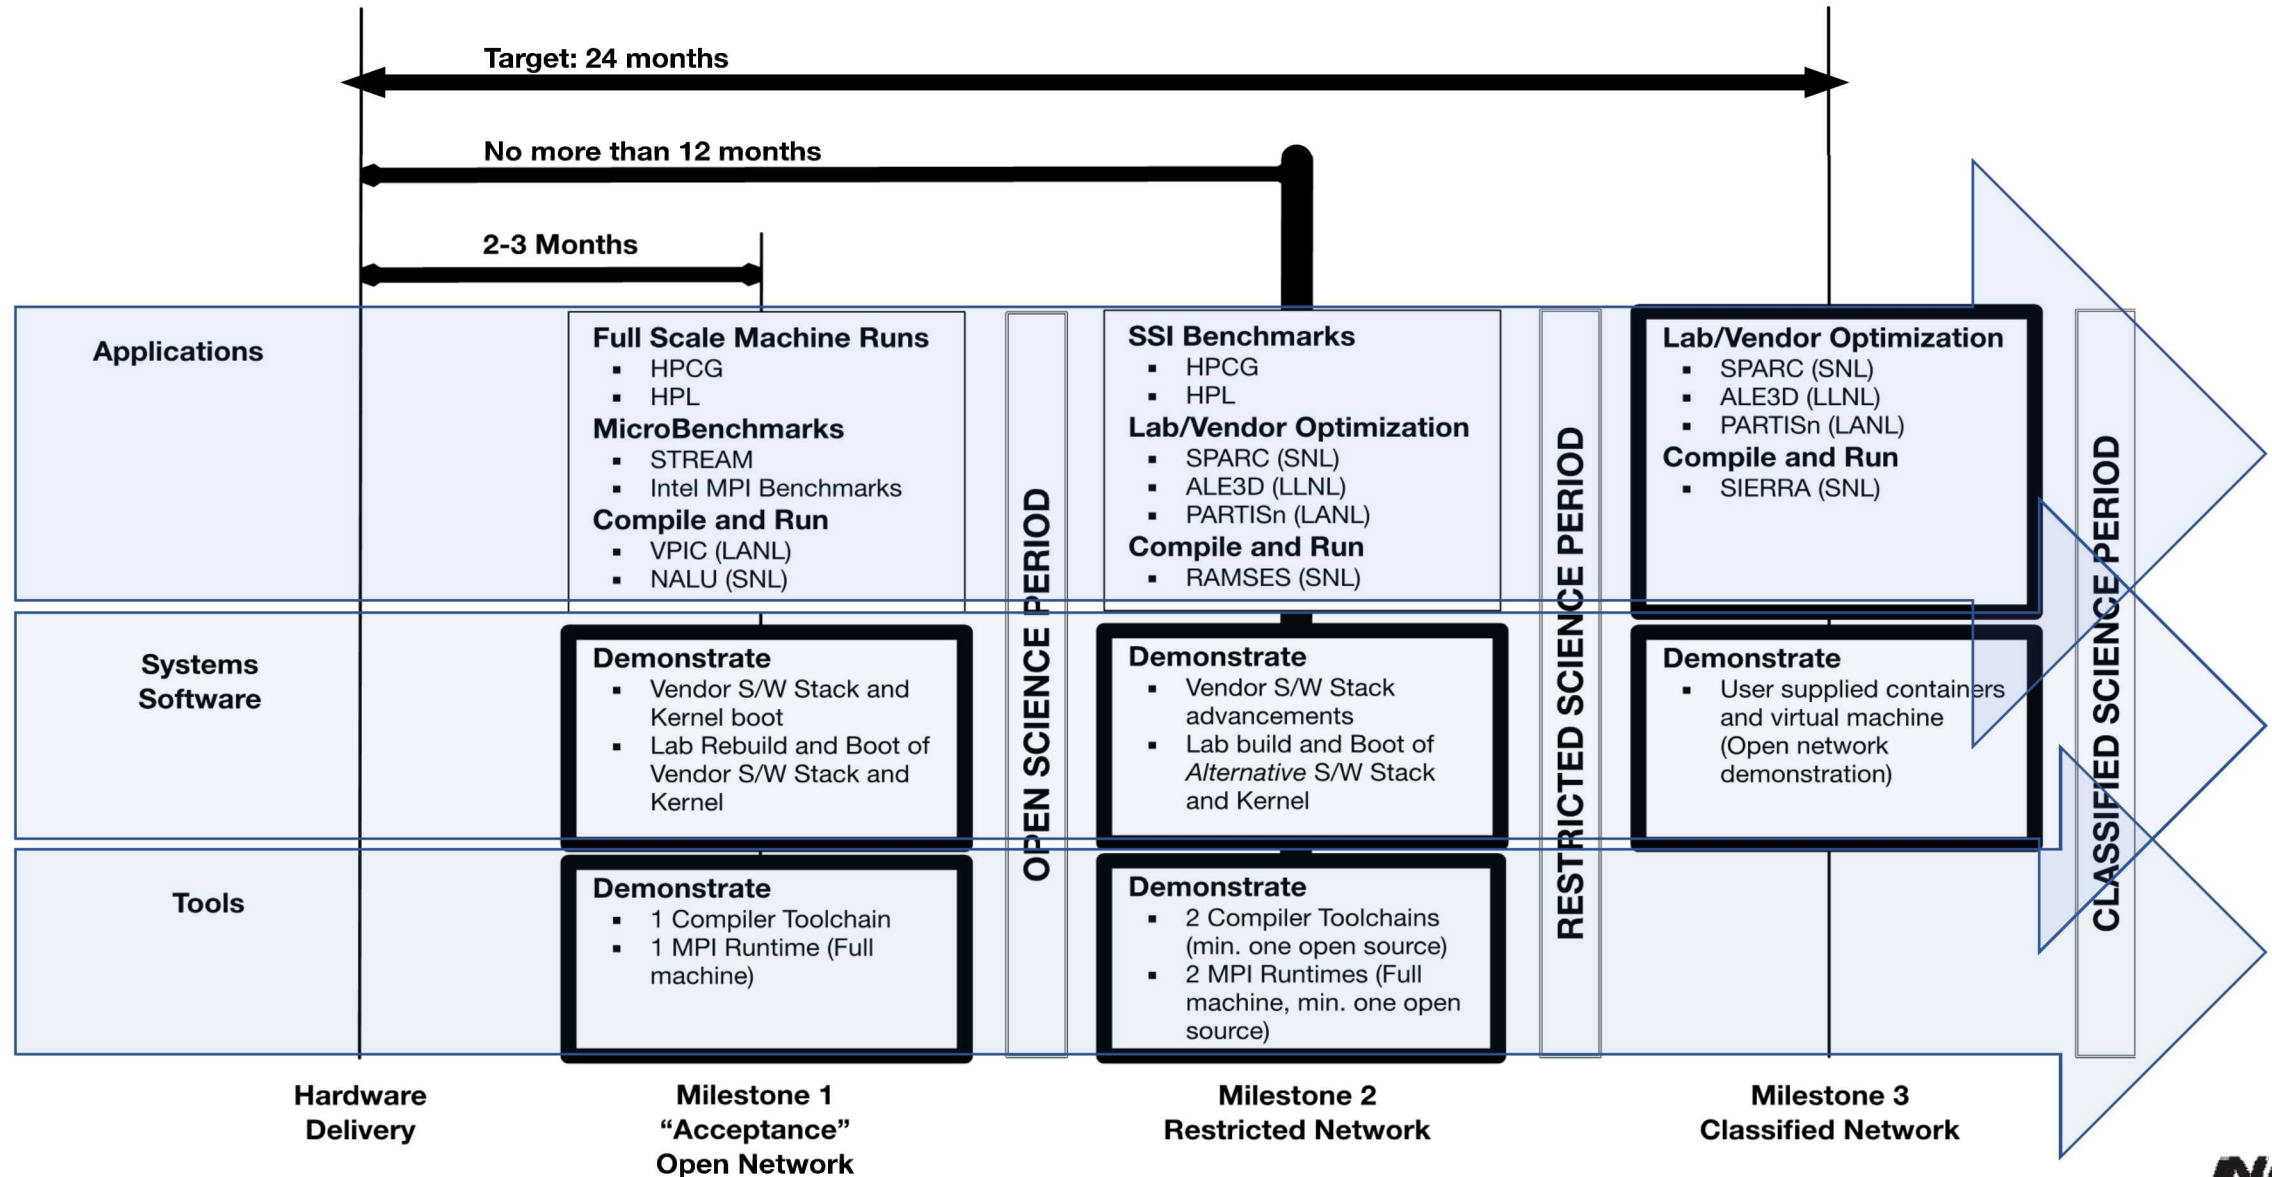 Target: 24 months
No more than 12 months
2-3 Months
Applications
Full Scale Machine Runs
▪ HPCG
▪ HPL
MicroBenchmarks
▪ STREAM
▪ Intel MPI Benchmarks
Compile and Run
▪ VPIC (LANL)
▪ NALU (SNL)
OPEN SCIENCE PERIOD
SSI Benchmarks
▪ HPCG
▪ HPL
Lab/Vendor Optimization
▪ SPARC (SNL)
▪ ALE3D (LLNL)
▪ PARTISn (LANL)
Compile and Run
▪ RAMSES (SNL)
RESTRICTED SCIENCE PERIOD
Lab/Vendor Optimization
▪ SPARC (SNL)
▪ ALE3D (LLNL)
▪ PARTISn (LANL)
Compile and Run
▪ SIERRA (SNL)
CLASSIFIED SCIENCE PERIOD
Systems
Software
Demonstrate
▪ Vendor S/W Stack and
Kernel boot
▪ Lab Rebuild and Boot of
Vendor S/W Stack and
Kernel
Demonstrate
▪ Vendor S/W Stack
advancements
▪ Lab build and Boot of
Alternative S/W Stack
and Kernel
Demonstrate
▪ User supplied containers
and virtual machine
(Open network
demonstration)
Tools
Demonstrate
▪ 1 Compiler Toolchain
▪ 1 MPI Runtime (Full
machine)
Demonstrate
▪ 2 Compiler Toolchains
(min. one open source)
▪ 2 MPI Runtimes (Full
machine, min. one open
source)
Hardware
Delivery
Milestone 1
“Acceptance”
Open Network
Milestone 2
Restricted Network
Milestone 3
Classified Network